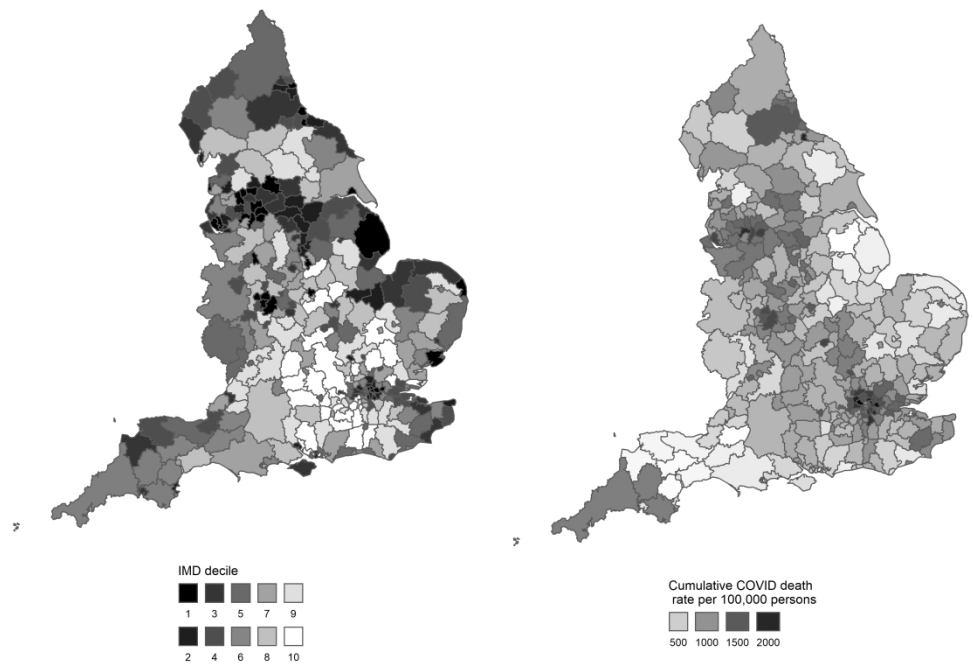 IMD decile
1 3 5 7 9
2 4 6 8 10
Cumulative COVID death
rate per 100,000 persons
500 1000 1500 2000